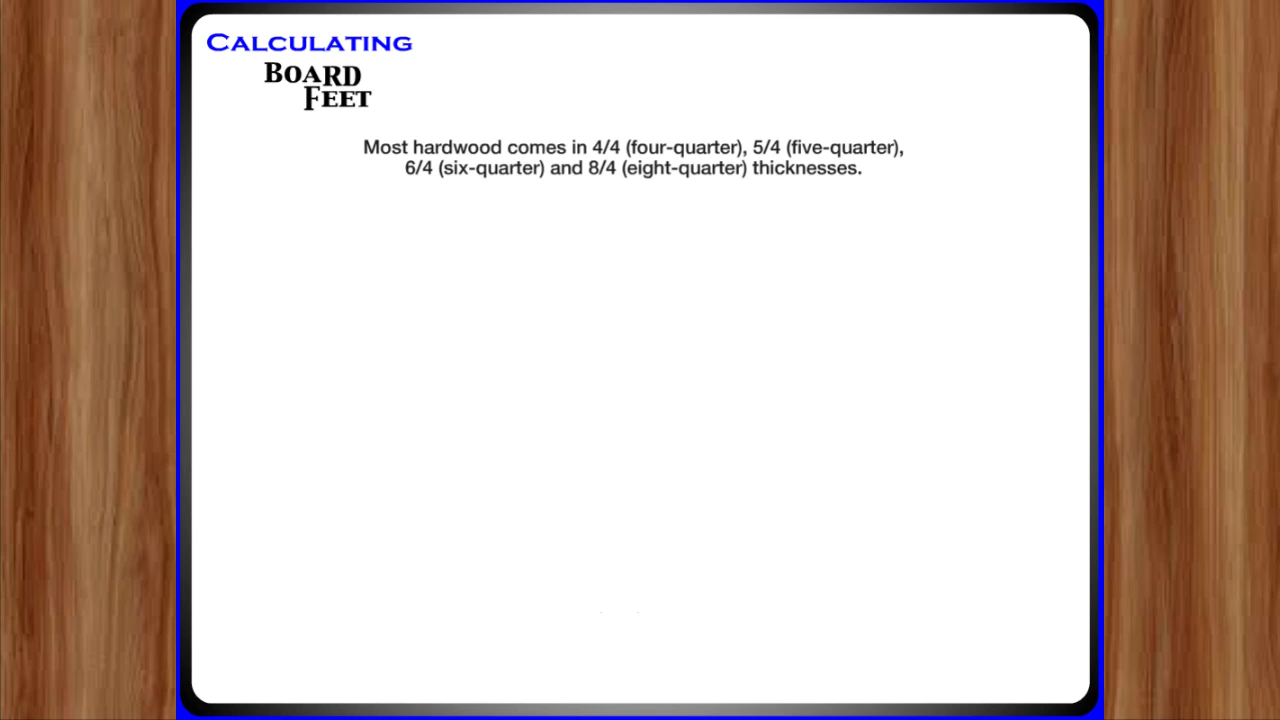 Calculating
Board
Feet
Most hardwood comes in 4/4 (four-quarter), 5/4 (five-quarter),
6/4 (six-quarter) and 8/4 (eight-quarter) thicknesses.